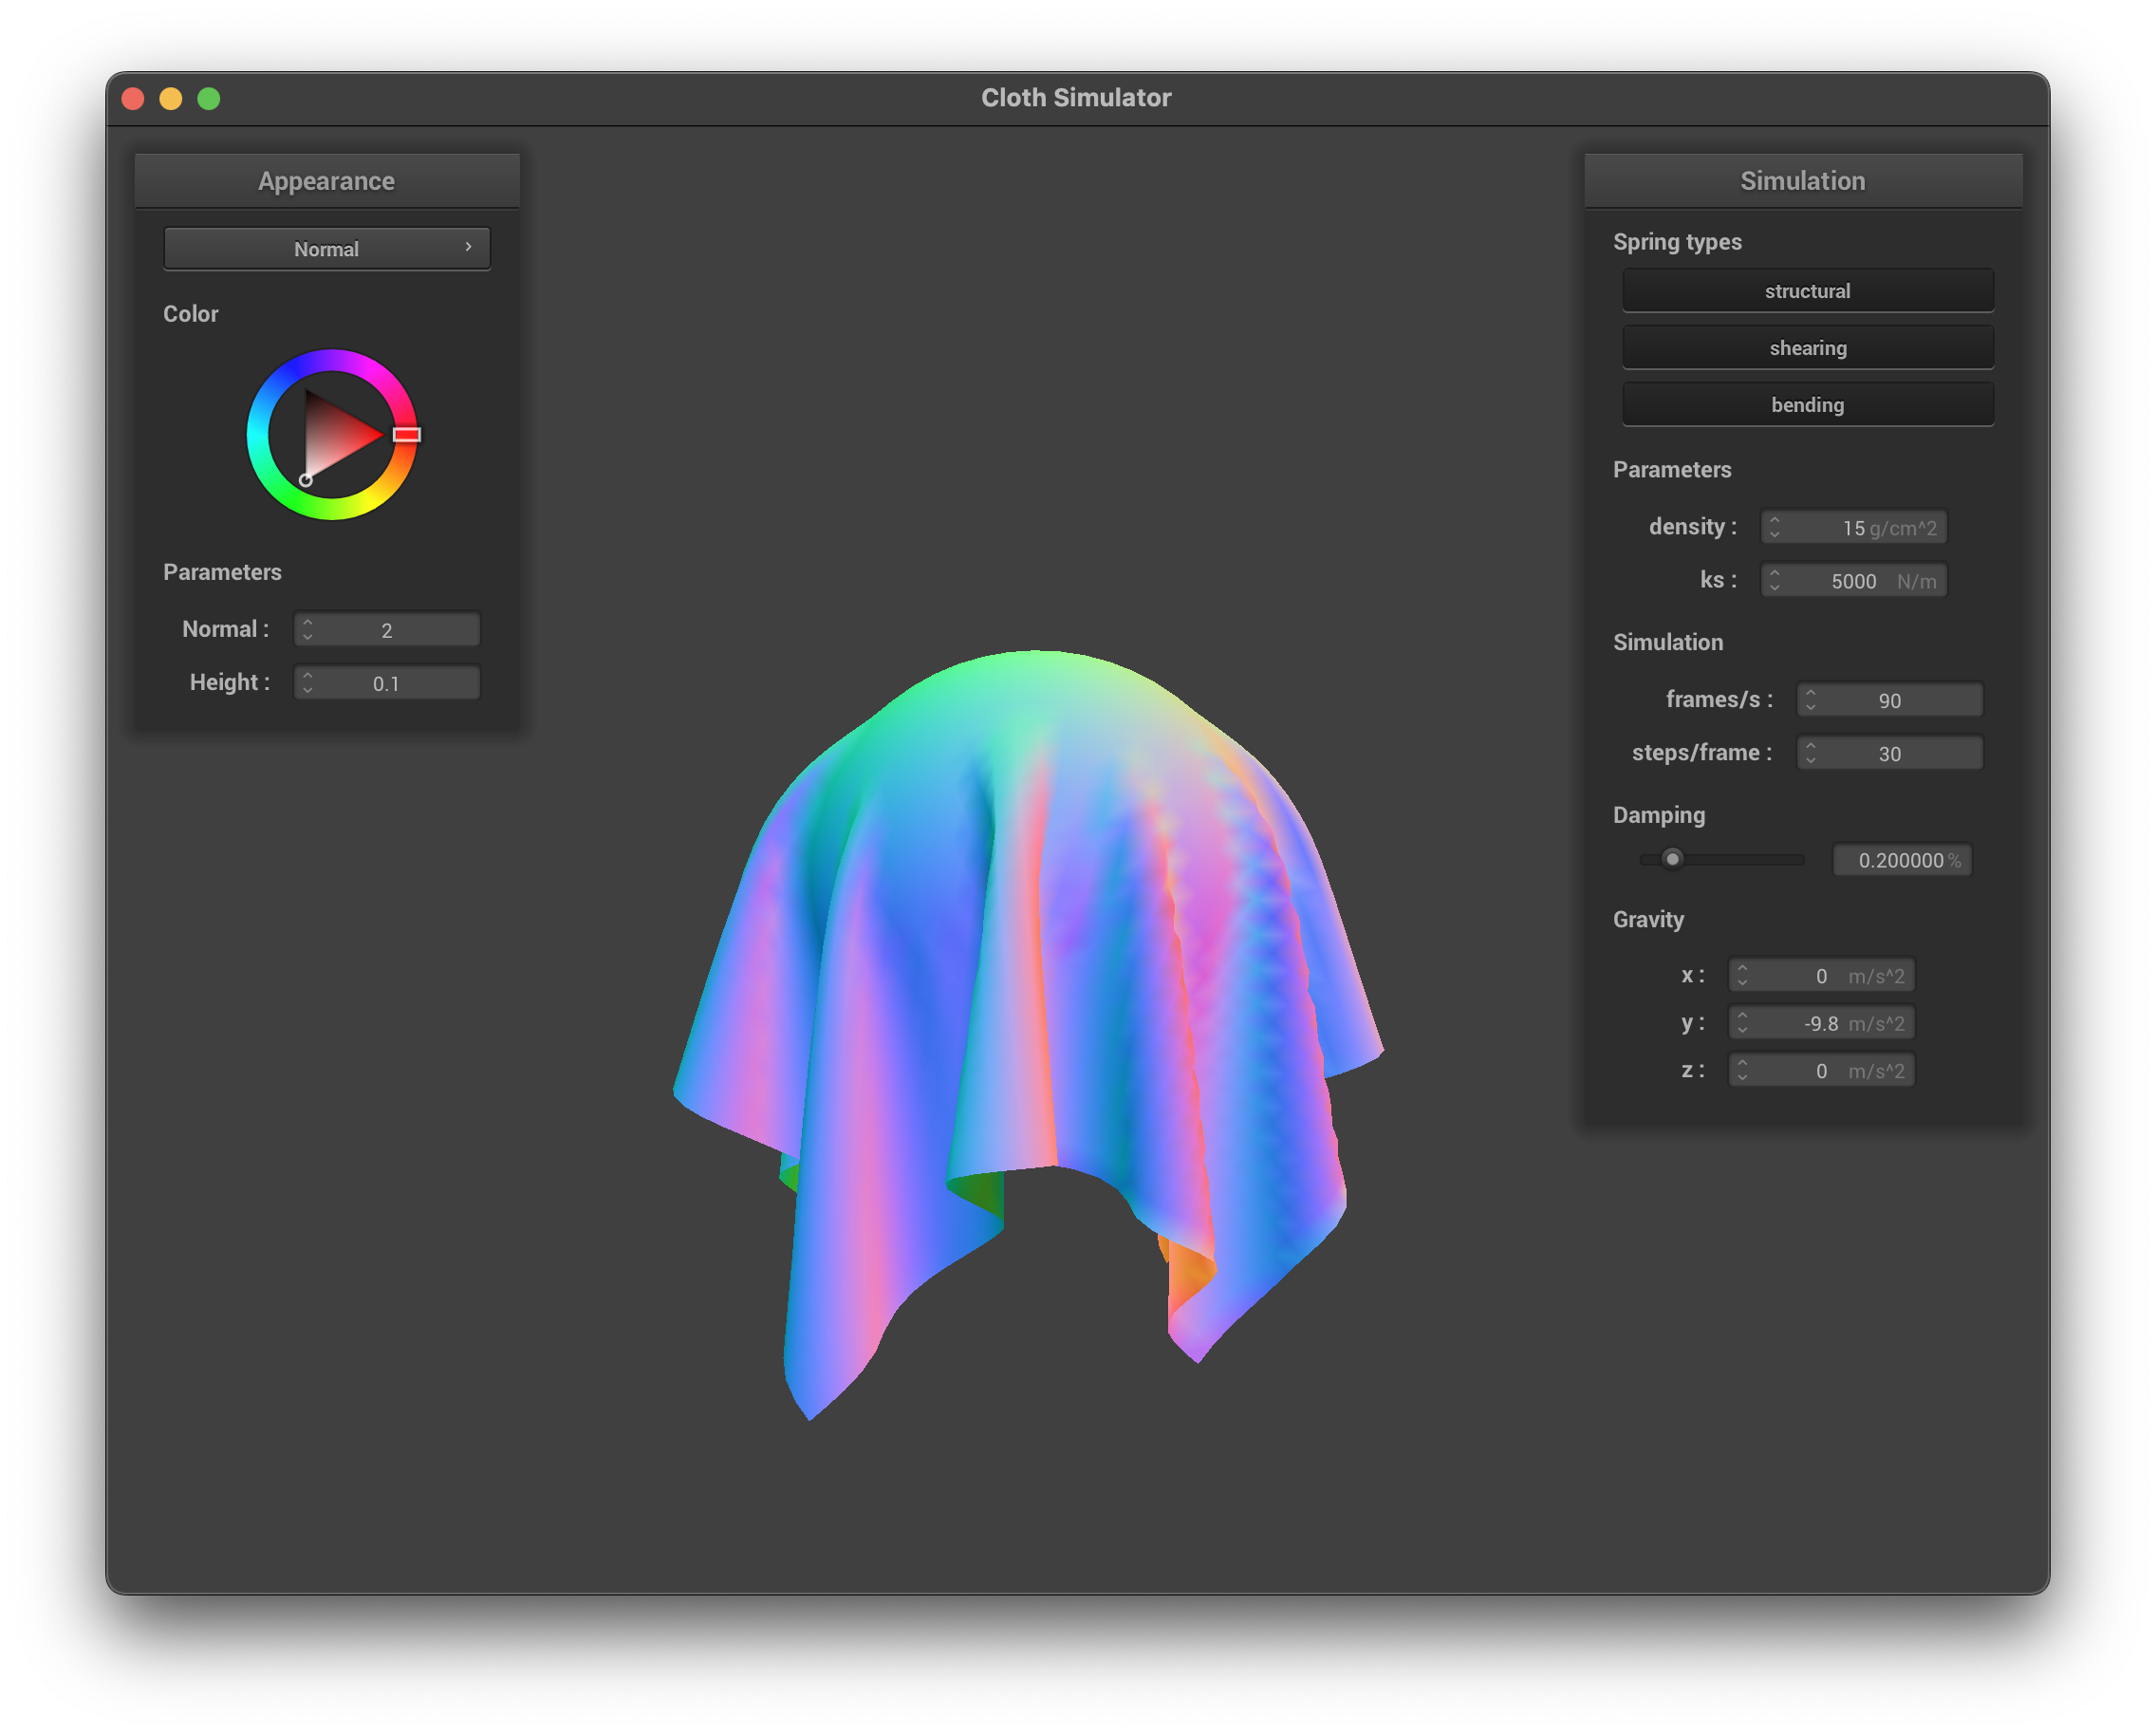 Cloth Simulator
Appearance
Normal
Color
Parameters
Normal : 2
Height : 0.1
Simulation
Spring types
structural
shearing
bending
Parameters
density : 15 g/cm^2
ks : 5000 N/m
Simulation
frames/s : 90
steps/frame : 30
Damping
0.200000 %
Gravity
x : 0 m/s^2
y : -9.8 m/s^2
z : 0 m/s^2